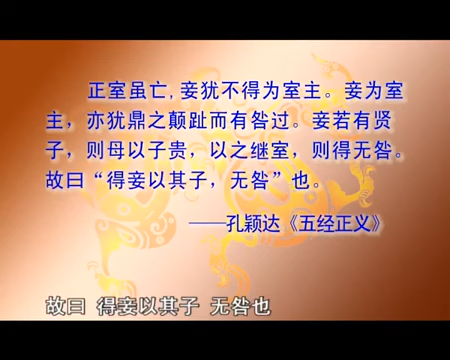 正室虽亡,妾犹不得为室主。妾为室
主，亦犹鼎之颠趾而有咎过。妾若有贤
子，则母以子贵，以之继室，则得无咎。
故曰“得妾以其子，无咎”也。
——孔颖达《五经正义》
故曰 得妾以其子 无咎也